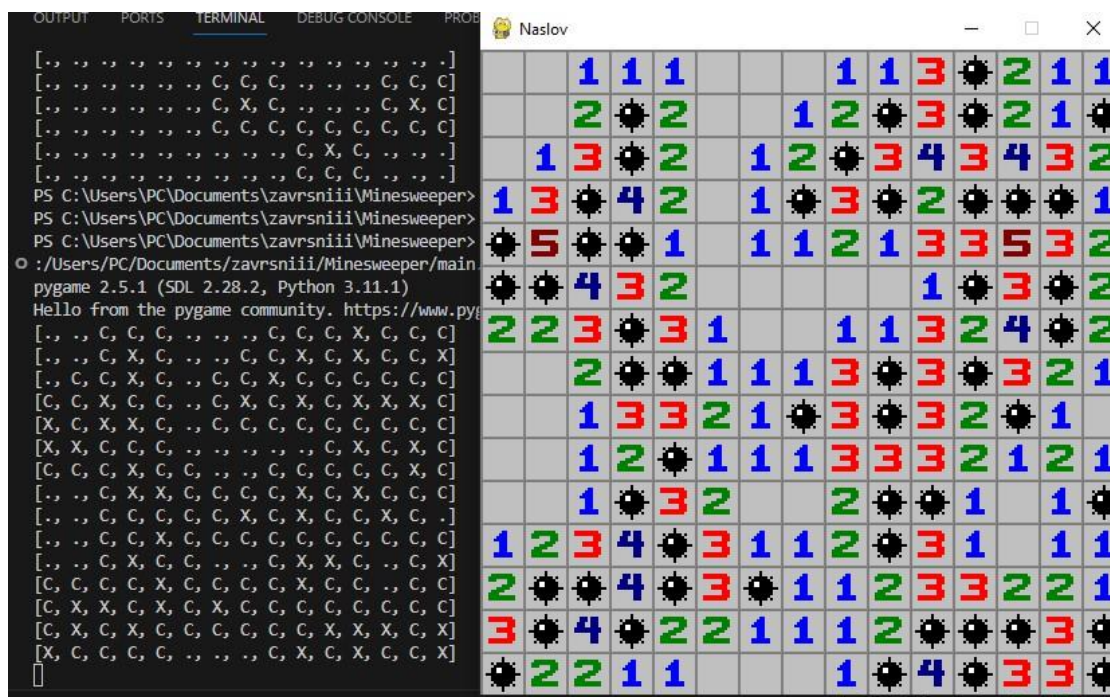 OUTPUT PORTS TERMINAL DEBUG CONSOLE PROB
[., ., ., ., ., ., ., ., ., ., ., ., ., ., .]
[., ., ., ., ., ., C, C, C, ., ., ., C, C, C]
[., ., ., ., ., ., C, X, C, ., ., ., C, X, C]
[., ., ., ., ., ., C, C, C, C, C, C, C, C, C]
[., ., ., ., ., ., ., ., ., C, X, C, ., ., .]
[., ., ., ., ., ., ., ., ., C, C, C, ., ., .]
PS C:\Users\PC\Documents\zavrsniii\Minesweeper>
PS C:\Users\PC\Documents\zavrsniii\Minesweeper>
PS C:\Users\PC\Documents\zavrsniii\Minesweeper>
:/Users/PC/Documents/zavrsniii/Minesweeper/main.
pygame 2.5.1 (SDL 2.28.2, Python 3.11.1)
Hello from the pygame community. https://www.pyg
[., ., C, C, C, ., ., ., C, C, C, X, C, C, C]
[., ., C, X, C, ., ., C, C, X, C, X, C, C, X]
[., C, C, X, C, ., C, C, X, C, C, C, C, C, C]
[C, C, X, C, C, ., C, X, C, X, C, X, X, X, C]
[X, C, X, X, C, ., C, C, C, C, C, C, C, C, C]
[X, X, C, C, C, ., ., ., ., ., C, X, C, X, C]
[C, C, C, X, C, C, ., ., C, C, C, C, C, X, C]
[., ., C, X, X, C, C, C, C, X, C, X, C, C, C]
[., ., C, C, C, C, C, X, C, X, C, C, X, C, .]
[., ., C, C, X, C, C, C, C, C, C, C, C, C, C]
[., ., C, X, C, C, ., ., C, X, X, C, ., C, X]
[C, C, C, C, X, C, C, C, C, X, C, C, ., C, C]
[C, X, X, C, X, C, X, C, C, C, C, C, C, C, C]
[C, X, C, X, C, C, C, C, C, C, X, X, X, C, X]
[X, C, C, C, C, ., ., ., C, X, C, X, C, C, X]
Naslov
1 1 1 1 1 3 2 1 1
2 2 1 2 3 2 1
1 3 2 1 2 3 4 3 4 3 2
1 3 4 2 1 3 2 1
5 1 1 1 2 1 3 3 5 3 2
4 3 2 1 3 2
2 2 3 3 1 1 1 3 2 4 2
2 1 1 1 3 3 3 2 1
1 3 3 2 1 3 3 2 1
1 2 1 1 1 3 3 3 2 1 2 1
1 3 2 2 1 1
1 2 3 4 3 1 1 2 3 1 1 1
2 4 3 1 1 2 3 3 2 2 1
3 4 2 2 1 1 1 2 3
2 2 1 1 1 4 3 3